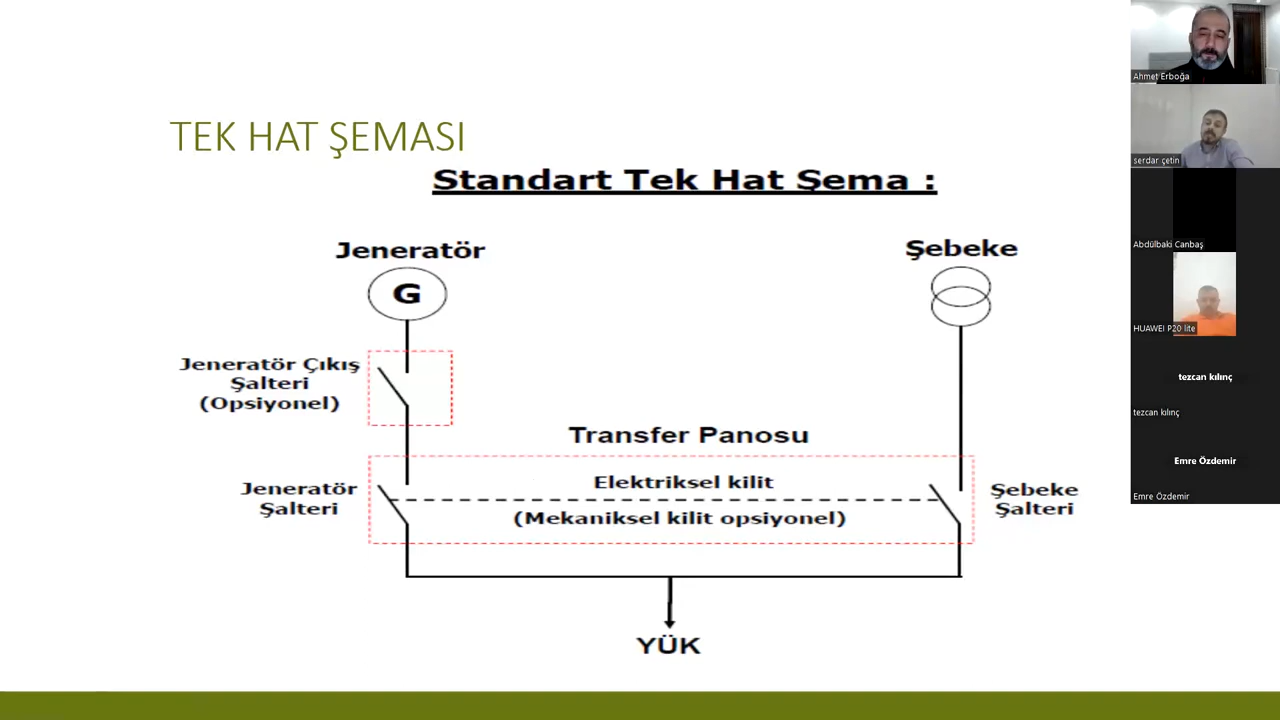 TEK HAT ŞEMASI
Standart Tek Hat Şema :
Jeneratör
Şebeke
G
Jeneratör Çıkış
Şalteri
(Opsiyonel)
Transfer Panosu
Elektriksel kilit
(Mekaniksel kilit opsiyonel)
Jeneratör
Şalteri
Şebeke
Şalteri
YÜK
Ahmet Erboğa
serdar çetin
Abdülbaki Canbaş
HUAWEI P20 lite
tezcan kılınç
tezcan kılınç
Emre Özdemir
Emre Özdemir